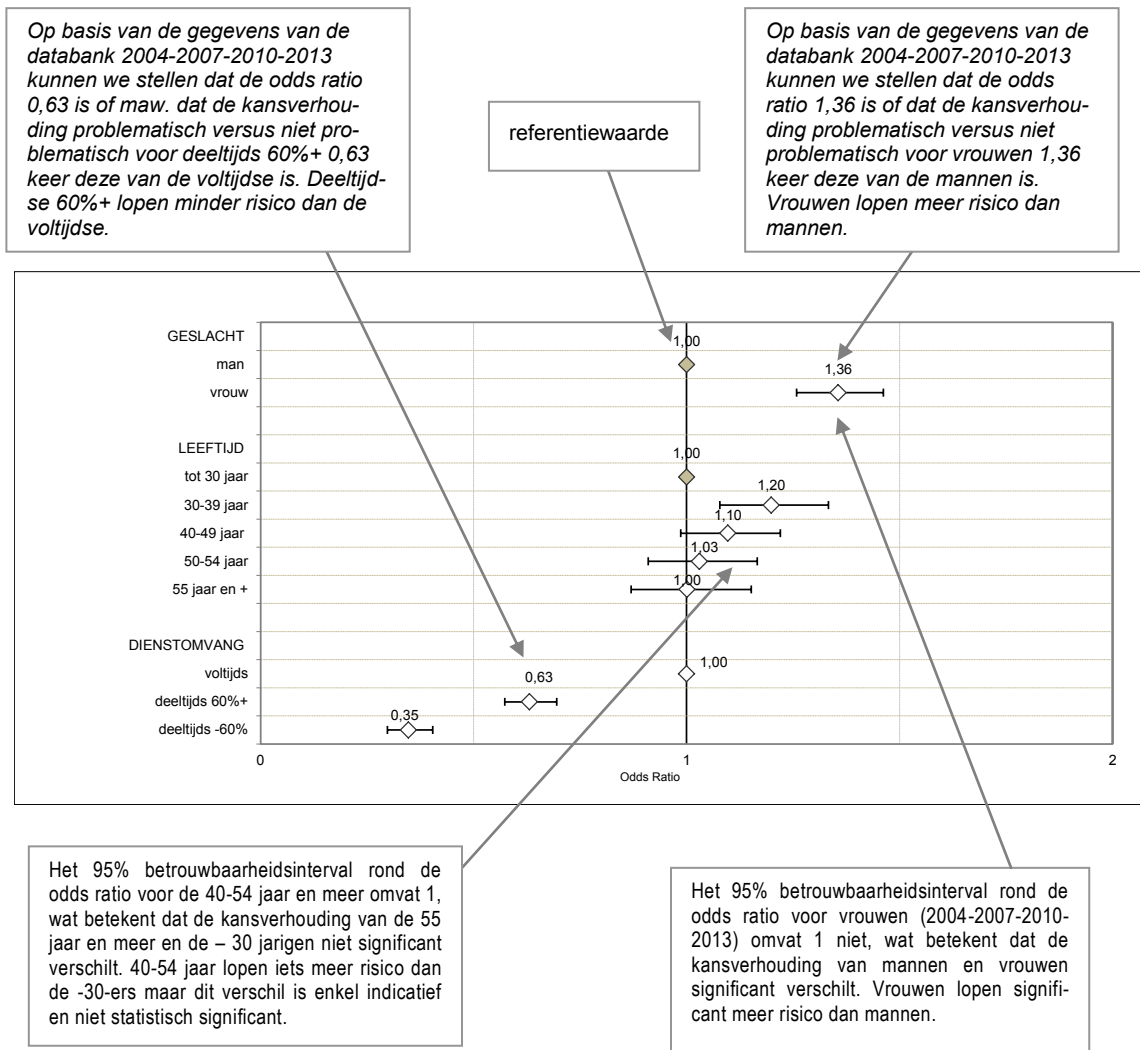 Op basis van de gegevens van de
databank 2004-2007-2010-2013
kunnen we stellen dat de odds ratio
0,63 is of maw. dat de kansverhou-
ding problematisch versus niet pro-
blematisch voor deeltijds 60%+ 0,63
keer deze van de voltijdse is. Deeltijd-
se 60%+ lopen minder risico dan de
voltijdse.
referentiewaarde
Op basis van de gegevens van de
databank 2004-2007-2010-2013
kunnen we stellen dat de odds
ratio 1,36 is of dat de kansverhou-
ding problematisch versus niet
problematisch voor vrouwen 1,36
keer deze van de mannen is.
Vrouwen lopen meer risico dan
mannen.
GESLACHT
1,00
man
1,36
vrouw
LEEFTIJD
1,00
tot 30 jaar
1,20
30-39 jaar
1,10
40-49 jaar
1,03
50-54 jaar
1,00
55 jaar en +
DIENSTOMVANG
voltijds
1,00
0,63
deeltijds 60%+
0,35
deeltijds -60%
0
1
2
Odds Ratio
Het 95% betrouwbaarheidsinterval rond de
odds ratio voor de 40-54 jaar en meer omvat 1,
wat betekent dat de kansverhouding van de 55
jaar en meer en de – 30 jarigen niet significant
verschilt. 40-54 jaar lopen iets meer risico dan
de -30-ers maar dit verschil is enkel indicatief
en niet statistisch significant.
Het 95% betrouwbaarheidsinterval rond de
odds ratio voor vrouwen (2004-2007-2010-
2013) omvat 1 niet, wat betekent dat de
kansverhouding van mannen en vrouwen
significant verschilt. Vrouwen lopen signifi-
cant meer risico dan mannen.